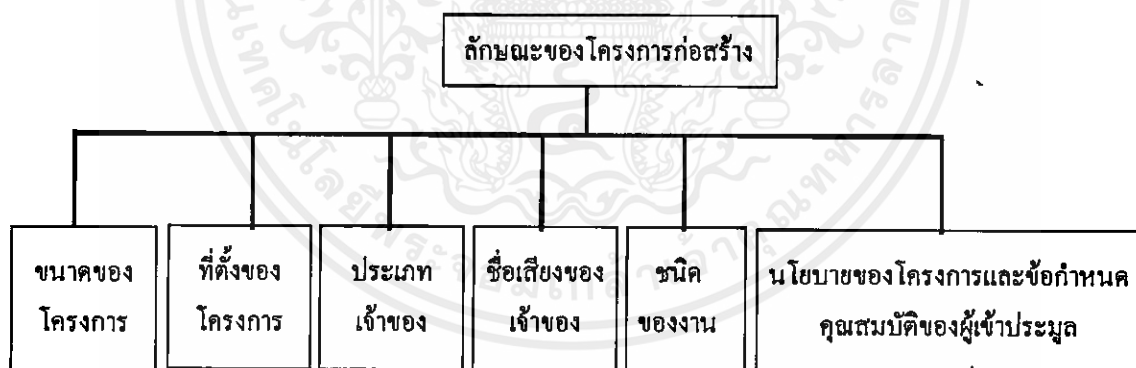 ลักษณะของโครงการก่อสร้าง
ขนาดของ
โครงการ
ที่ตั้งของ
โครงการ
ประเภท
เจ้าของ
ชื่อเสียงของ
เจ้าของ
ชนิด
ของงาน
นโยบายของโครงการและข้อกำหนด
คุณสมบัติของผู้เข้าประมูล